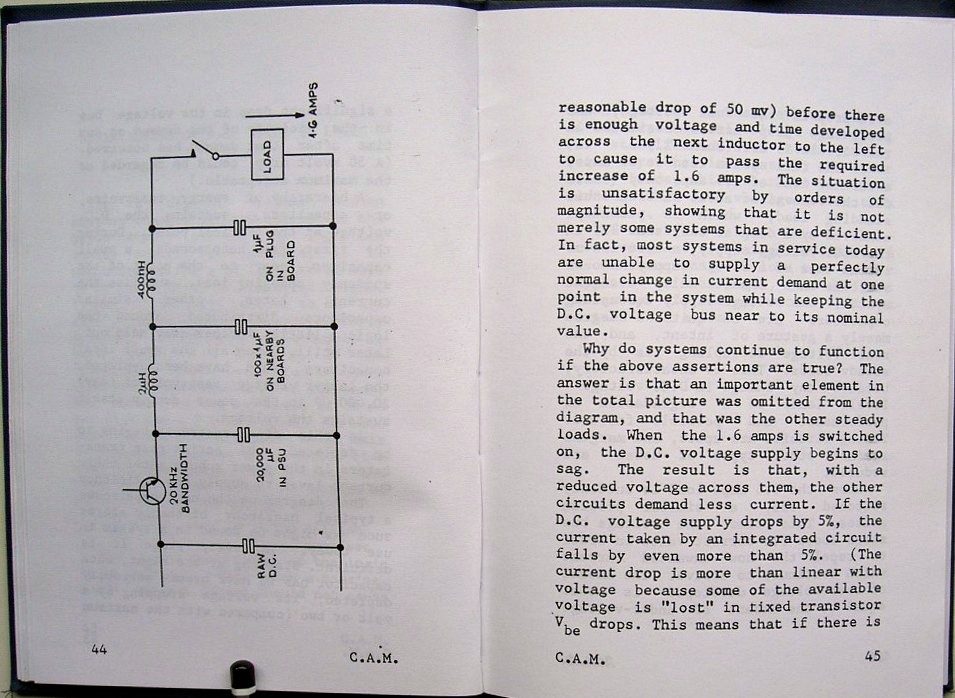 1·6 AMPS
LOAD
1µF
ON PLUG
IN
BOARD
400nH
100x1µF
ON NEARBY
BOARDS
2µH
20,000
µF
IN PSU
20KHz
BANDWIDTH
RAW
D.C.
44
C.A.M.
reasonable drop of 50 mv) before there
is enough voltage and time developed
across the next inductor to the left
to cause it to pass the required
increase of 1.6 amps. The situation
is unsatisfactory by orders of
magnitude, showing that it is not
merely some systems that are deficient.
In fact, most systems in service today
are unable to supply a perfectly
normal change in current demand at one
point in the system while keeping the
D.C. voltage bus near to its nominal
value.
Why do systems continue to function
if the above assertions are true? The
answer is that an important element in
the total picture was omitted from the
diagram, and that was the other steady
loads. When the 1.6 amps is switched
on, the D.C. voltage supply begins to
sag. The result is that, with a
reduced voltage across them, the other
circuits demand less current. If the
D.C. voltage supply drops by 5%, the
current taken by an integrated circuit
falls by even more than 5%. (The
current drop is more than linear with
voltage because some of the available
voltage is "lost" in fixed transistor
Vbe drops. This means that if there is
C.A.M.
45